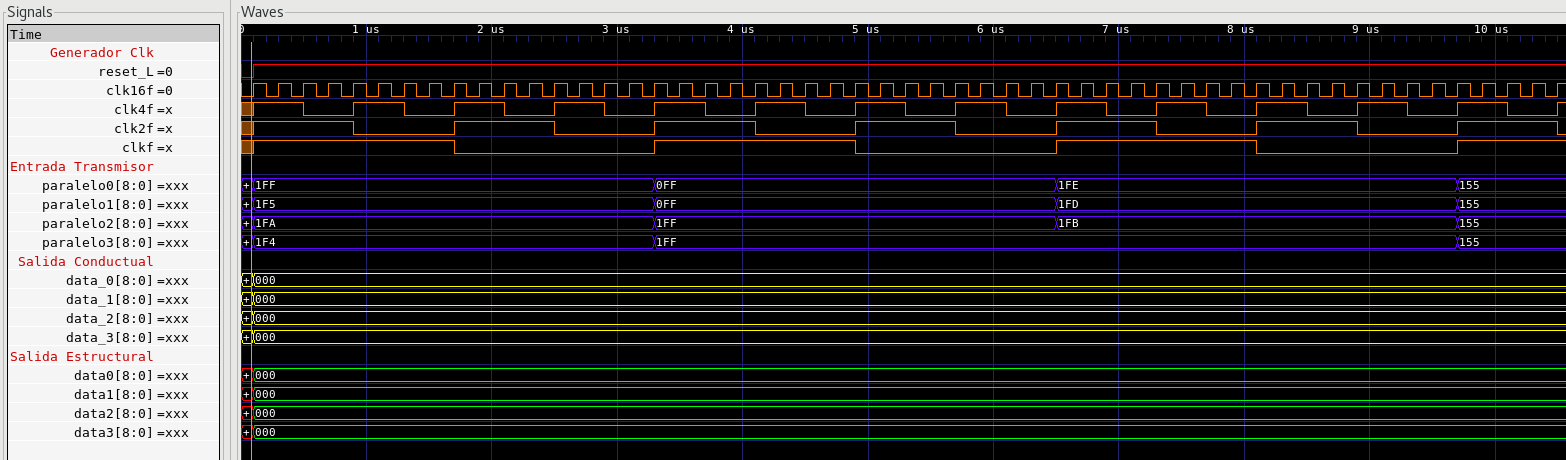 Signals Waves
Time 0 1 us 2 us 3 us 4 us 5 us 6 us 7 us 8 us 9 us 10 us
Generador Clk
reset_L =0
clk16f =0
clk4f =x
clk2f =x
clkf =x
Entrada Transmisor
paralelo0[8:0] =xxx + 1FF 0FF 1FE 155
paralelo1[8:0] =xxx + 1F5 0FF 1FD 155
paralelo2[8:0] =xxx + 1FA 1FF 1FB 155
paralelo3[8:0] =xxx + 1F4 1FF 155
Salida Conductual
data_0[8:0] =xxx + 000
data_1[8:0] =xxx + 000
data_2[8:0] =xxx + 000
data_3[8:0] =xxx + 000
Salida Estructural
data0[8:0] =xxx + 000
data1[8:0] =xxx + 000
data2[8:0] =xxx + 000
data3[8:0] =xxx + 000